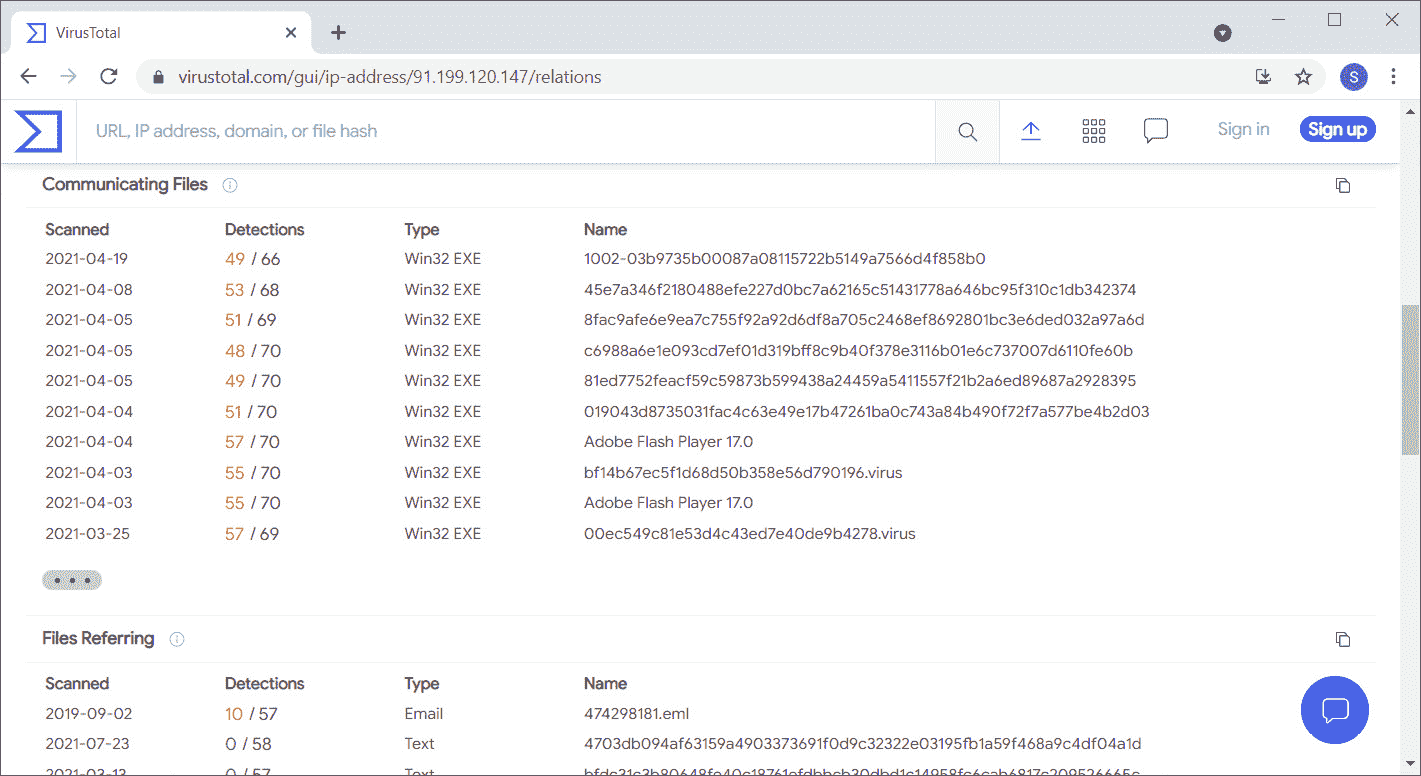 VirusTotal
virustotal.com/gui/ip-address/91.199.120.147/relations
S
URL, IP address, domain, or file hash
Sign in
Sign up
Communicating Files
Scanned Detections Type Name
2021-04-19 49 / 66 Win32 EXE 1002-03b9735b00087a08115722b5149a7566d4f858b0
2021-04-08 53 / 68 Win32 EXE 45e7a346f2180488efe227d0bc7a62165c51431778a646bc95f310c1db342374
2021-04-05 51 / 69 Win32 EXE 8fac9afe6e9ea7c755f92a92d6df8a705c2468ef8692801bc3e6ded032a97a6d
2021-04-05 48 / 70 Win32 EXE c6988a6e1e093cd7ef01d319bff8c9b40f378e3116b01e6c737007d6110fe60b
2021-04-05 49 / 70 Win32 EXE 81ed7752feacf59c59873b599438a24459a5411557f21b2a6ed89687a2928395
2021-04-04 51 / 70 Win32 EXE 019043d8735031fac4c63e49e17b47261ba0c743a84b490f72f7a577be4b2d03
2021-04-04 57 / 70 Win32 EXE Adobe Flash Player 17.0
2021-04-03 55 / 70 Win32 EXE bf14b67ec5f1d68d50b358e56d790196.virus
2021-04-03 55 / 70 Win32 EXE Adobe Flash Player 17.0
2021-03-25 57 / 69 Win32 EXE 00ec549c81e53d4c43ed7e40de9b4278.virus
Files Referring
Scanned Detections Type Name
2019-09-02 10 / 57 Email 474298181.eml
2021-07-23 0 / 58 Text 4703db094af63159a4903373691f0d9c32322e03195fb1a59f468a9c4df04a1d
2021-03-13 0 / 57 Text